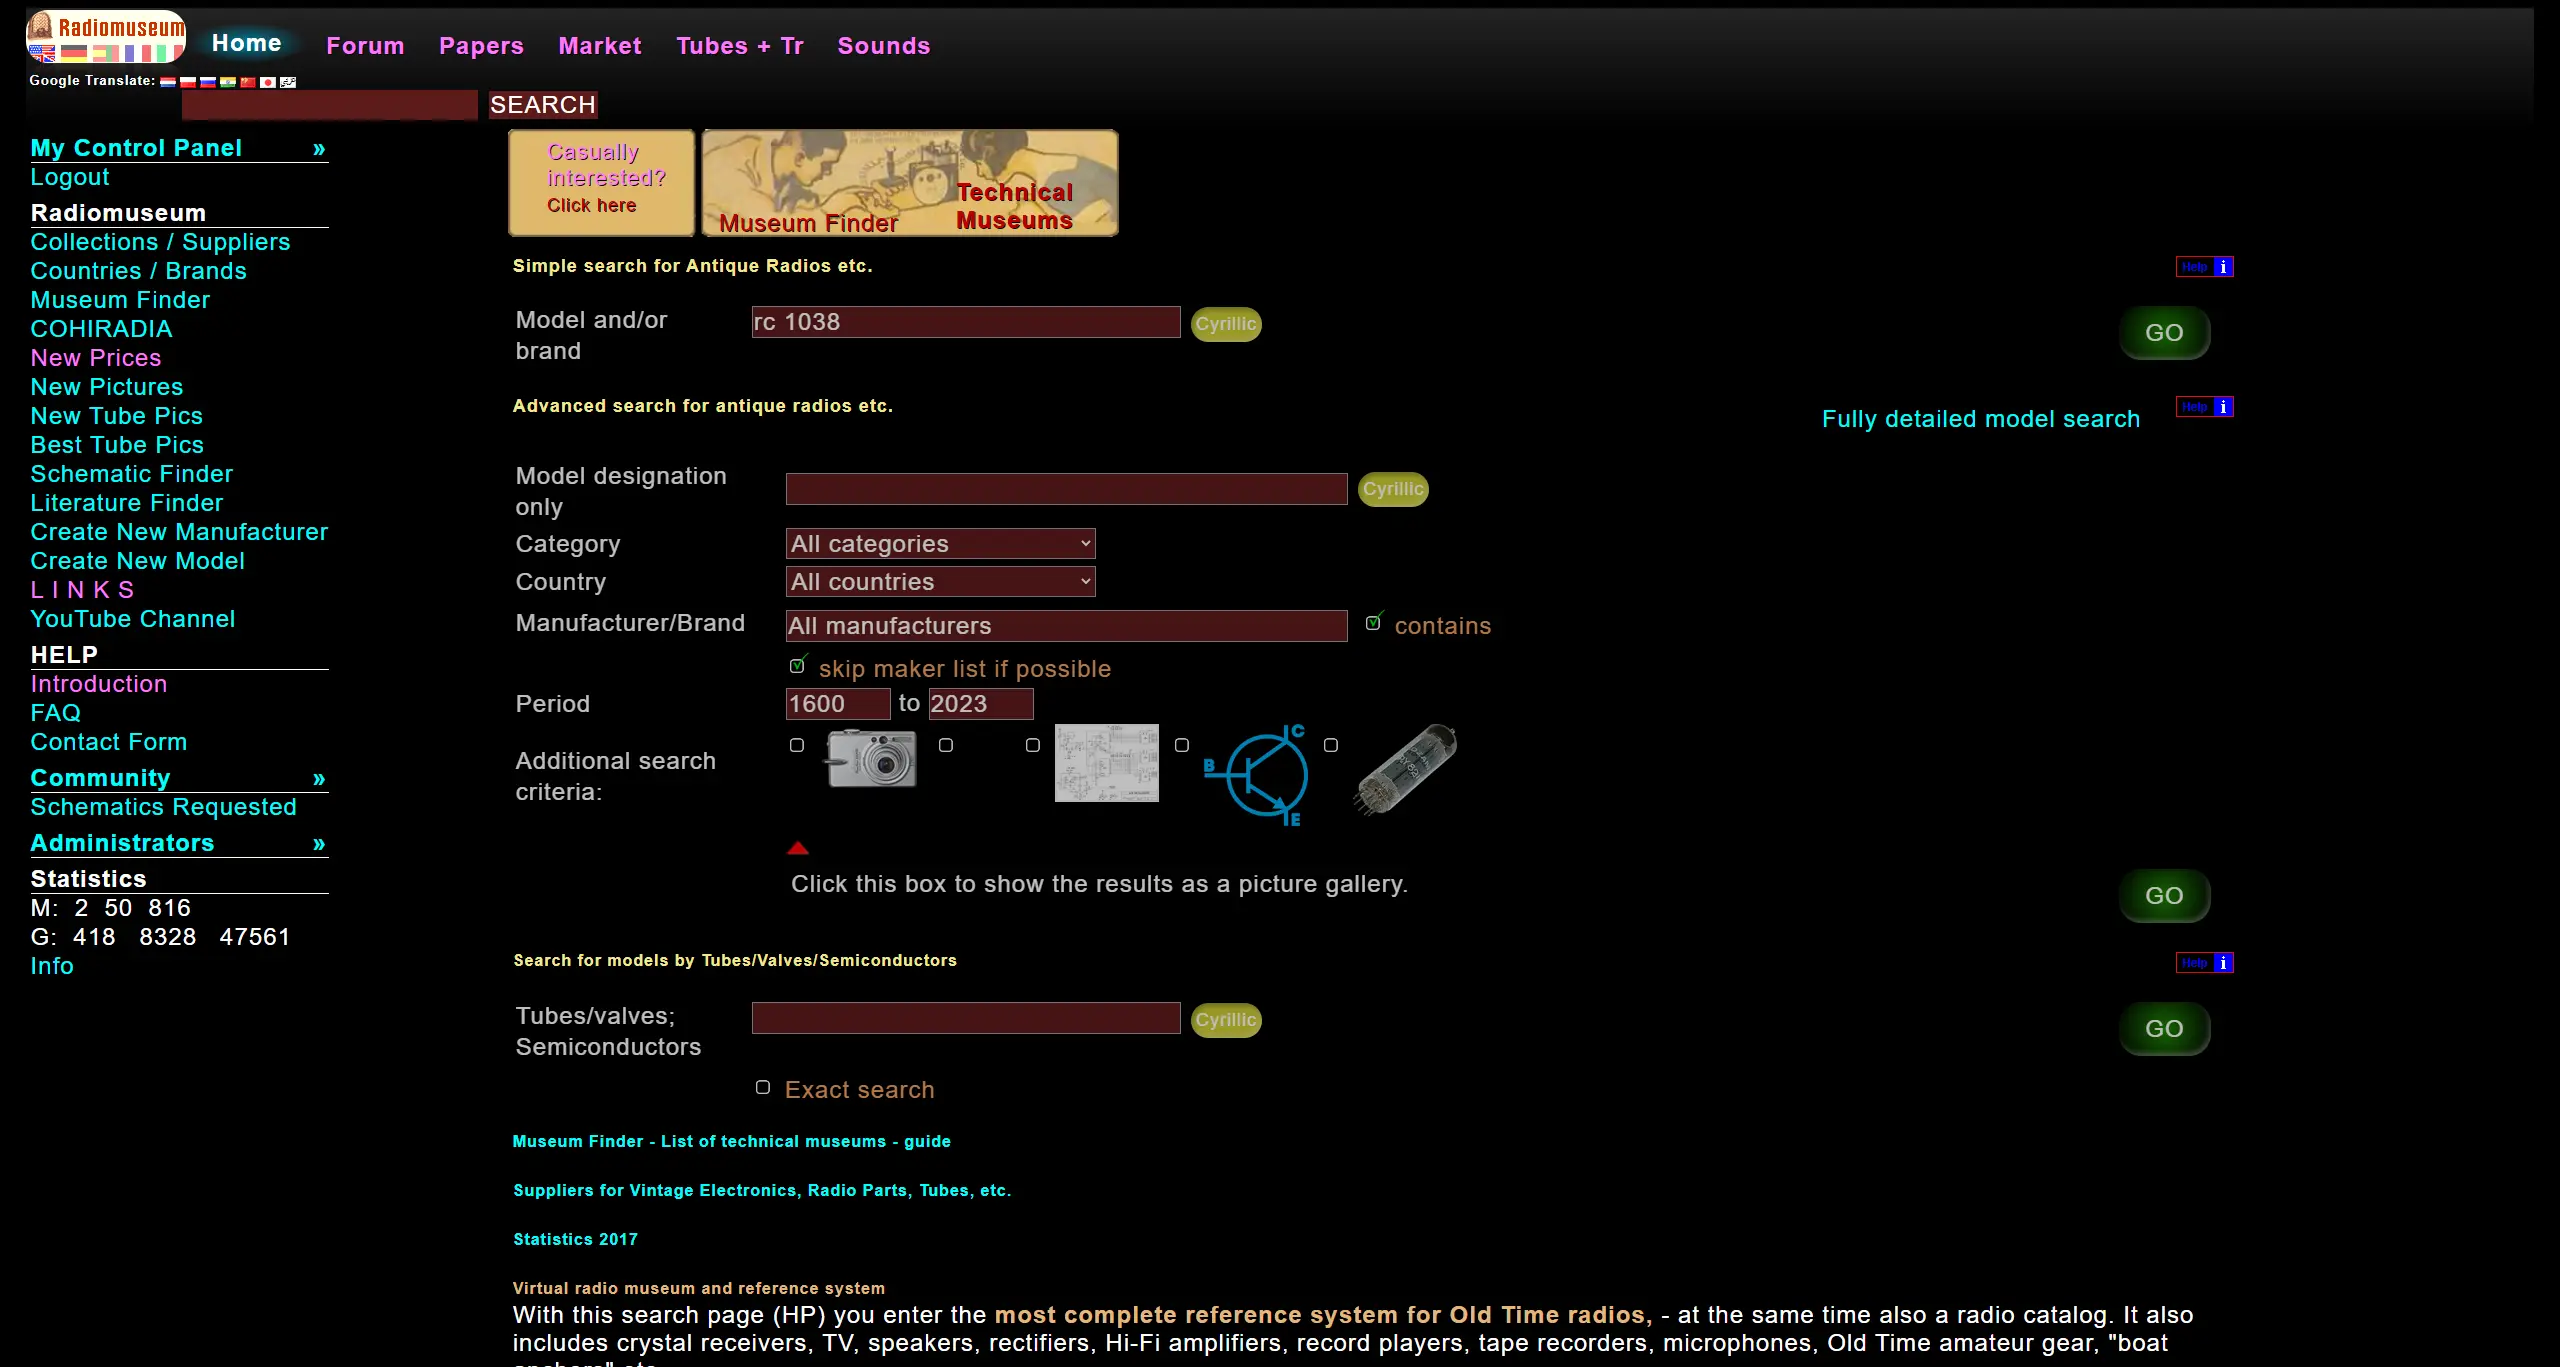 Radiomuseum
Home Forum Papers Market Tubes + Tr Sounds
Google Translate:
SEARCH
My Control Panel »
Logout
Radiomuseum
Collections / Suppliers
Countries / Brands
Museum Finder
COHIRADIA
New Prices
New Pictures
New Tube Pics
Best Tube Pics
Schematic Finder
Literature Finder
Create New Manufacturer
Create New Model
L I N K S
YouTube Channel
HELP
Introduction
FAQ
Contact Form
Community »
Schematics Requested
Administrators »
Statistics
M: 2 50 816
G: 418 8328 47561
Info
Casually
interested?
Click here
Museum Finder
Technical
Museums
Simple search for Antique Radios etc.
Help i
Model and/or
brand
rc 1038
Cyrillic
GO
Advanced search for antique radios etc.
Fully detailed model search
Help i
Model designation
only
Cyrillic
Category
All categories
Country
All countries
Manufacturer/Brand
All manufacturers
contains
skip maker list if possible
Period
1600 to 2023
Additional search
criteria:
C
B
E
Click this box to show the results as a picture gallery.
GO
Search for models by Tubes/Valves/Semiconductors
Help i
Tubes/valves;
Semiconductors
Cyrillic
GO
Exact search
Museum Finder - List of technical museums - guide
Suppliers for Vintage Electronics, Radio Parts, Tubes, etc.
Statistics 2017
Virtual radio museum and reference system
With this search page (HP) you enter the most complete reference system for Old Time radios, - at the same time also a radio catalog. It also
includes crystal receivers, TV, speakers, rectifiers, Hi-Fi amplifiers, record players, tape recorders, microphones, Old Time amateur gear, "boat